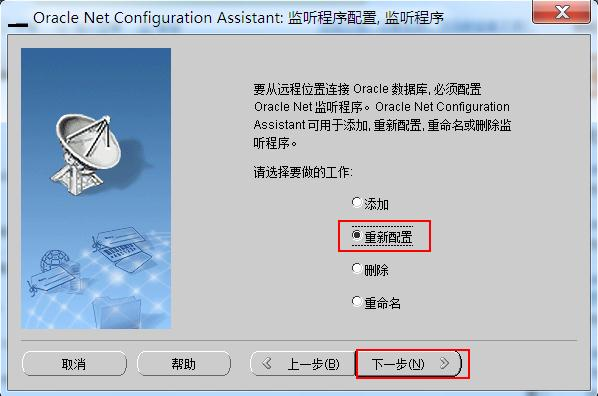 Oracle Net Configuration Assistant: 监听程序配置, 监听程序
要从远程位置连接 Oracle 数据库, 必须配置
Oracle Net 监听程序。Oracle Net Configuration
Assistant 可用于添加, 重新配置, 重命名或删除监
听程序。
请选择要做的工作:
添加
重新配置
删除
重命名
取消
帮助
上一步(B)
下一步(N)